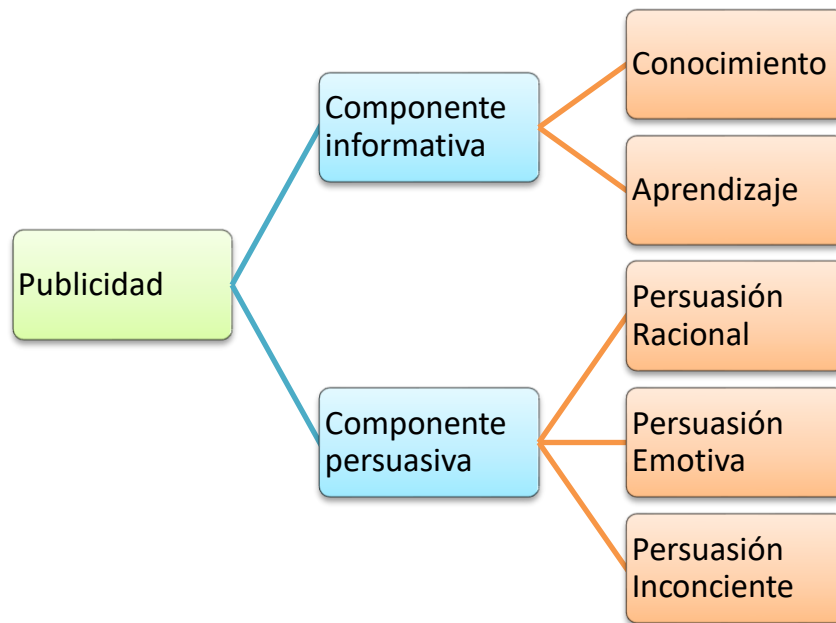 Publicidad
Componente
informativa
Conocimiento
Aprendizaje
Componente
persuasiva
Persuasión
Racional
Persuasión
Emotiva
Persuasión
Inconciente